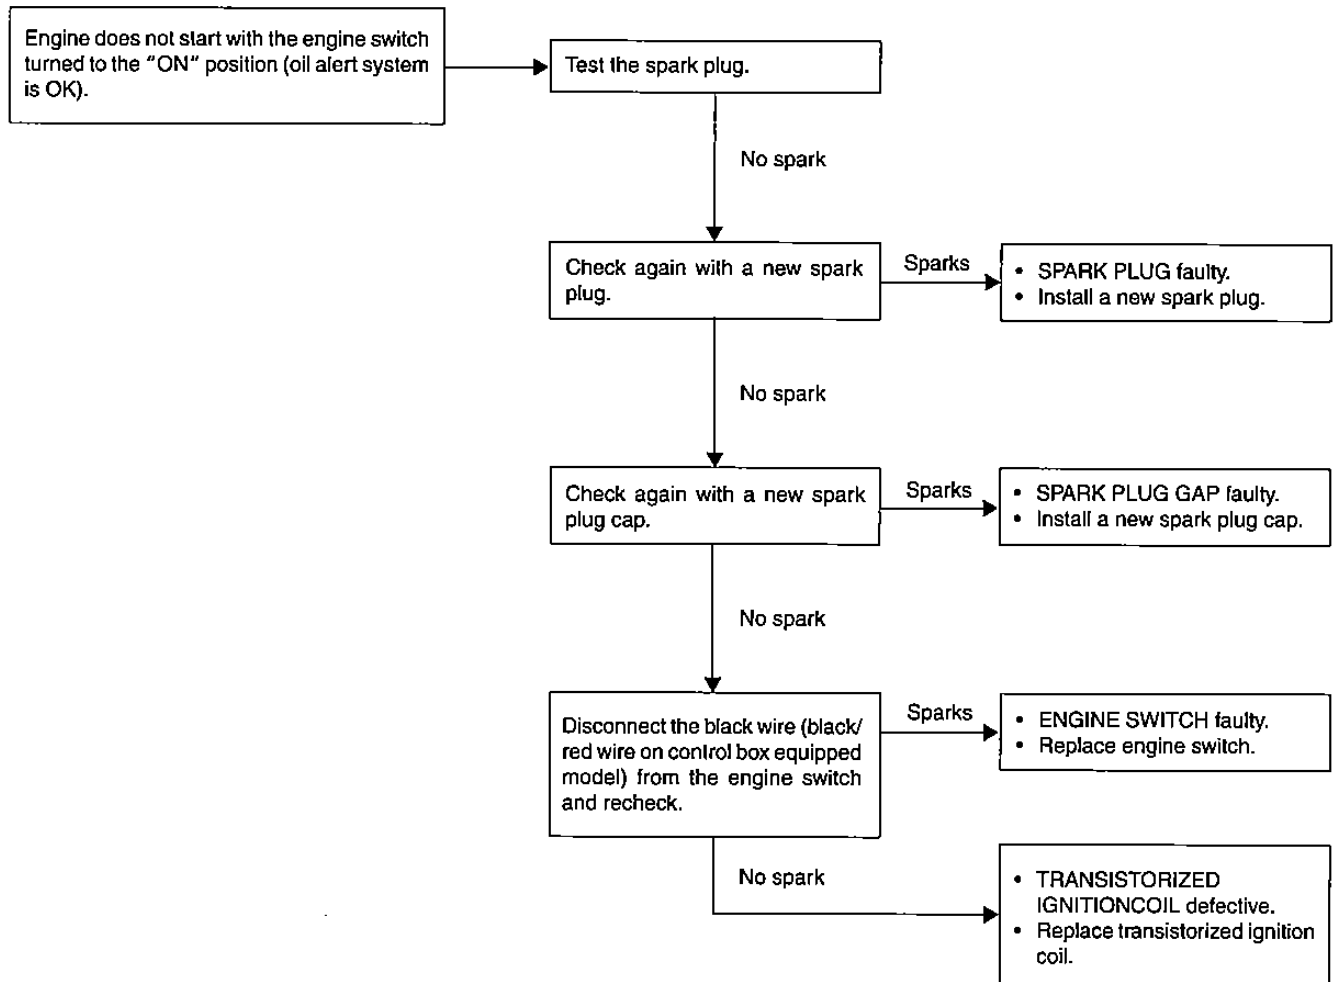 Engine does not start with the engine switch
turned to the "ON" position (oil alert system
is OK).
Test the spark plug.
No spark
Check again with a new spark
plug.
Sparks
• SPARK PLUG faulty.
• Install a new spark plug.
No spark
Check again with a new spark
plug cap.
Sparks
• SPARK PLUG GAP faulty.
• Install a new spark plug cap.
No spark
Disconnect the black wire (black/
red wire on control box equipped
model) from the engine switch
and recheck.
Sparks
• ENGINE SWITCH faulty.
• Replace engine switch.
No spark
• TRANSISTORIZED
IGNITIONCOIL defective.
• Replace transistorized ignition
coil.